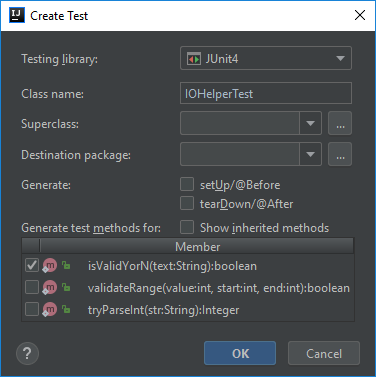 Create Test
Testing library: JUnit4
Class name: IOHelperTest
Superclass: ...
Destination package: ...
Generate: setUp/@Before
tearDown/@After
Generate test methods for: Show inherited methods
Member
isValidYorN(text:String):boolean
validateRange(value:int, start:int, end:int):boolean
tryParseInt(str:String):Integer
? OK Cancel